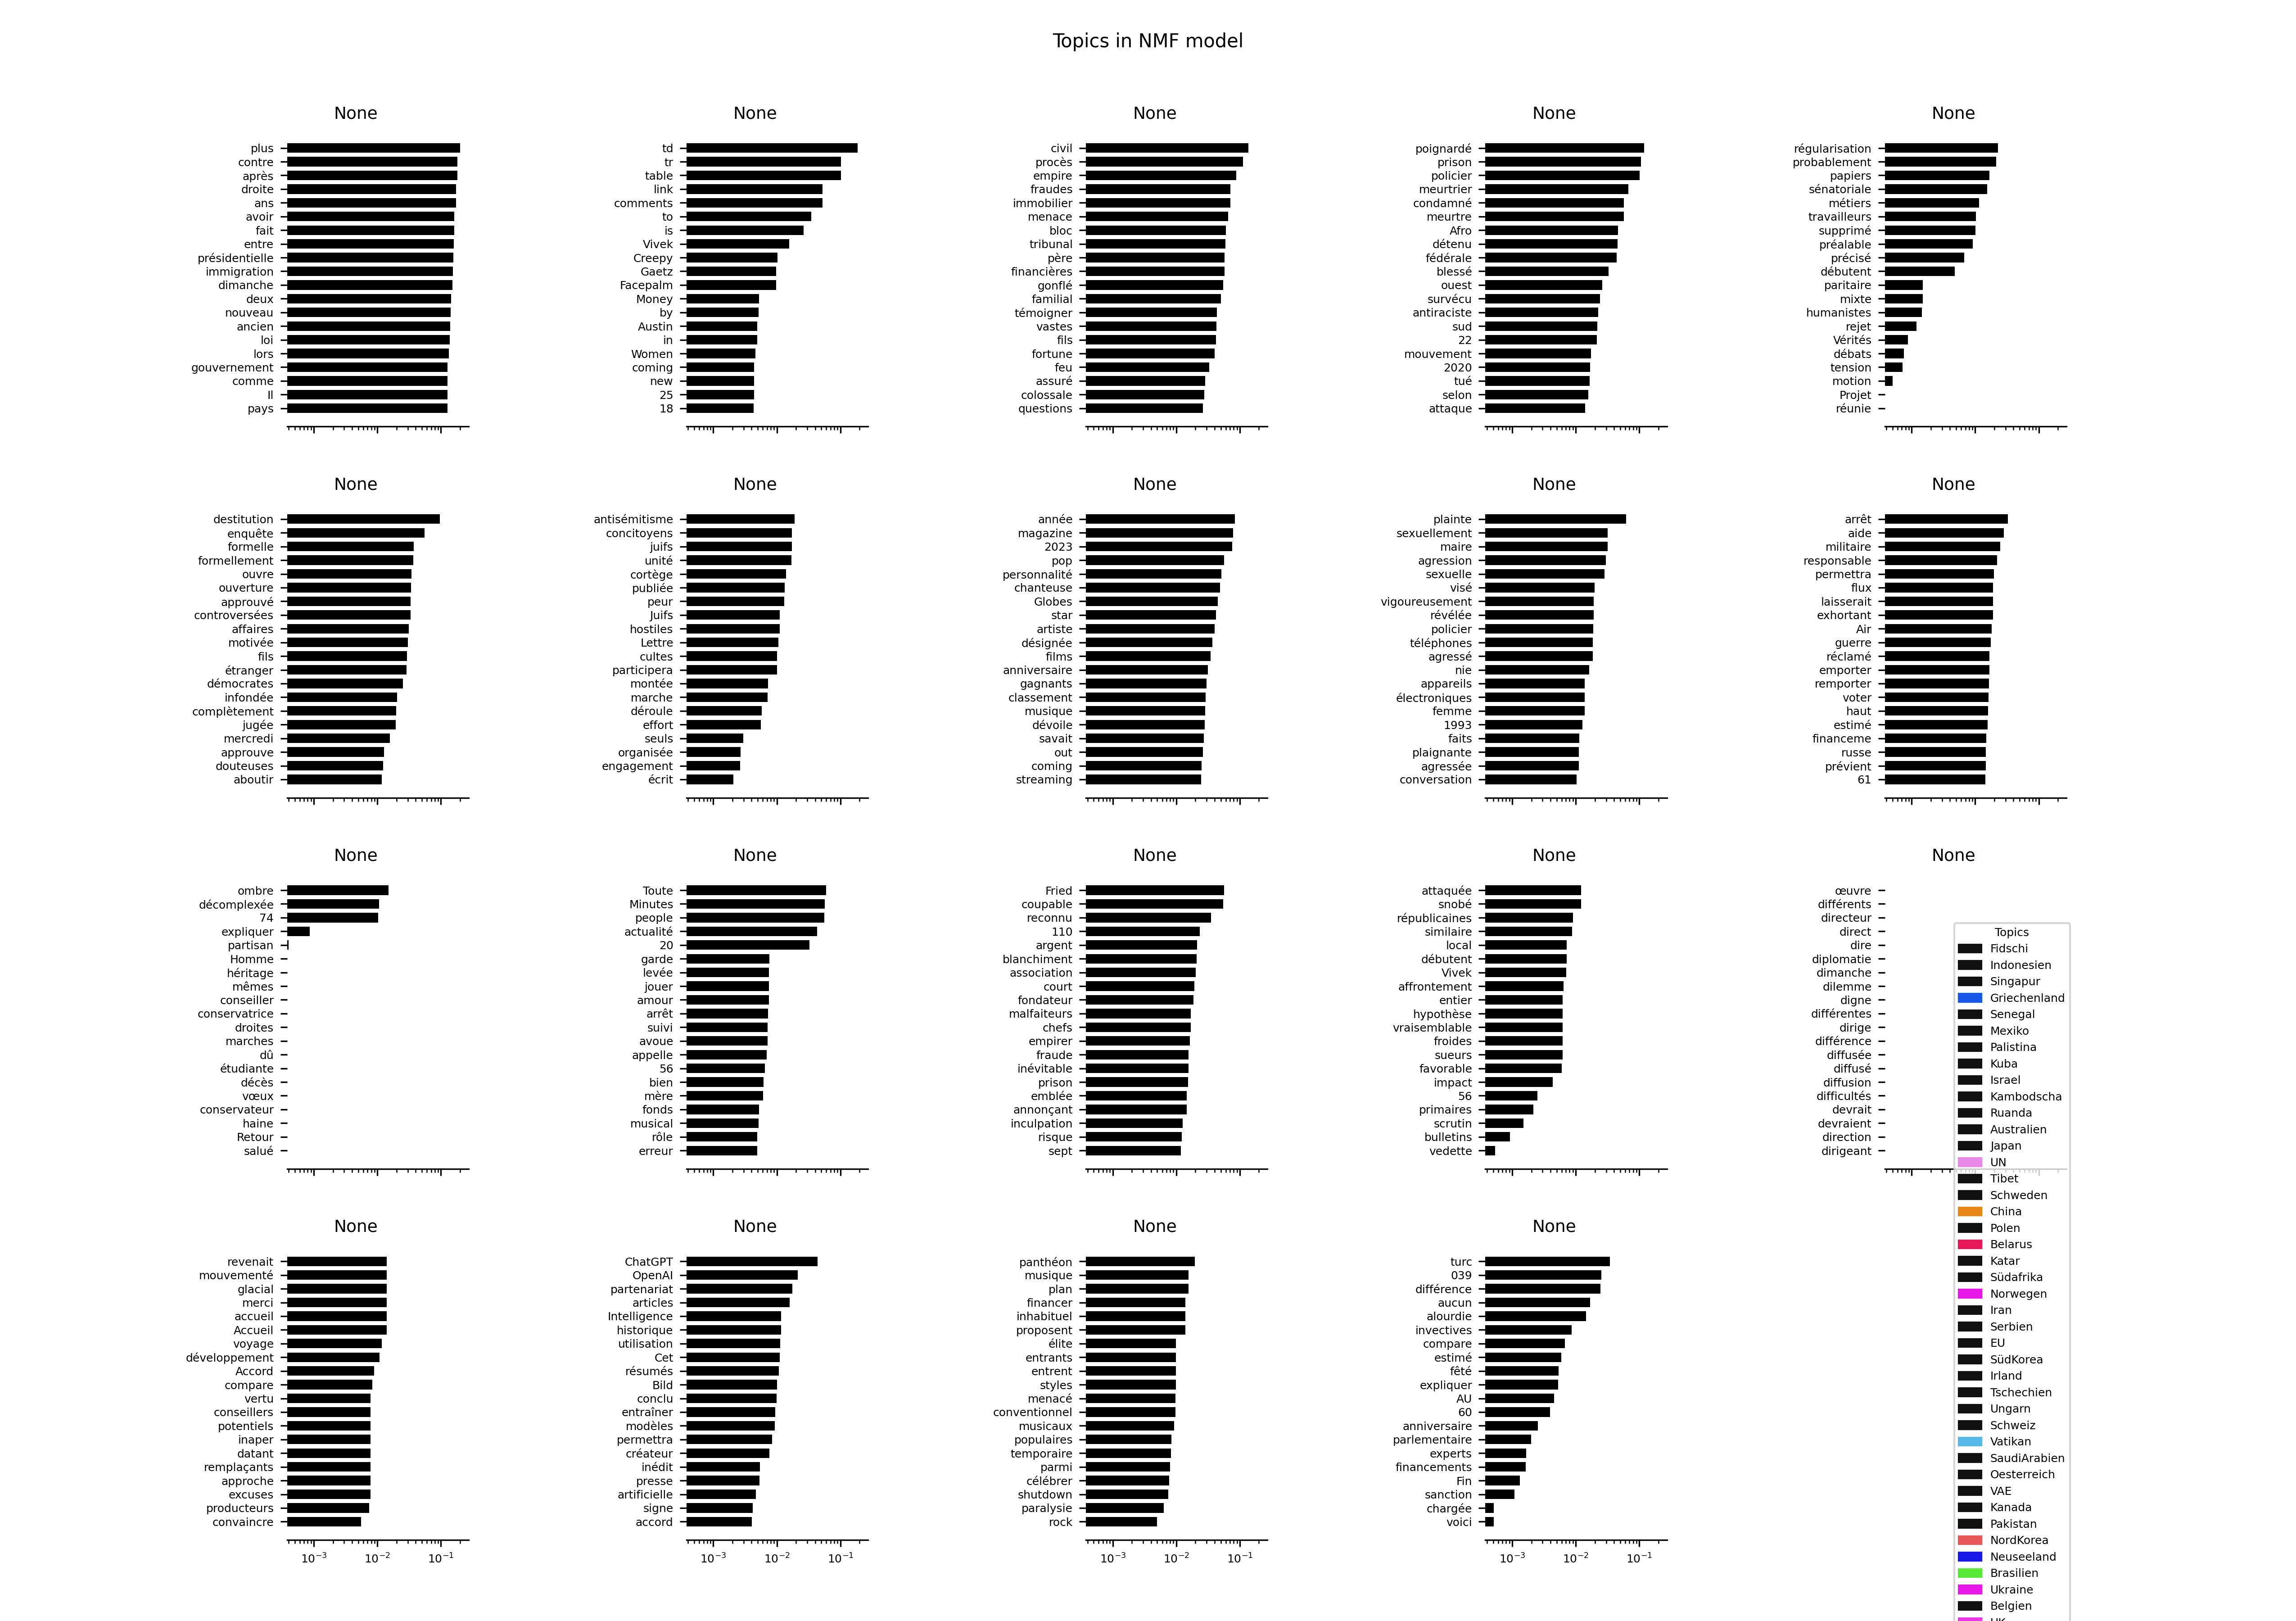 Topics in NMF model
None
plus
contre
après
droite
ans
avoir
fait
entre
présidentielle
immigration
dimanche
deux
nouveau
ancien
loi
lors
gouvernement
comme
Il
pays
None
td
tr
table
link
comments
to
is
Vivek
Creepy
Gaetz
Facepalm
Money
by
Austin
in
Women
coming
new
25
18
None
civil
procès
empire
fraudes
immobilier
menace
bloc
tribunal
père
financières
gonflé
familial
témoigner
vastes
fils
fortune
feu
assuré
colossale
questions
None
poignardé
prison
policier
meurtrier
condamné
meurtre
Afro
détenu
fédérale
blessé
ouest
survécu
antiraciste
sud
22
mouvement
2020
tué
selon
attaque
None
régularisation
probablement
papiers
sénatoriale
métiers
travailleurs
supprimé
préalable
précisé
débutent
paritaire
mixte
humanistes
rejet
Vérités
débats
tension
motion
Projet
réunie
None
destitution
enquête
formelle
formellement
ouvre
ouverture
approuvé
controversées
affaires
motivée
fils
étranger
démocrates
infondée
complètement
jugée
mercredi
approuve
douteuses
aboutir
None
antisémitisme
concitoyens
juifs
unité
cortège
publiée
peur
Juifs
hostiles
Lettre
cultes
participera
montée
marche
déroule
effort
seuls
organisée
engagement
écrit
None
année
magazine
2023
pop
personnalité
chanteuse
Globes
star
artiste
désignée
films
anniversaire
gagnants
classement
musique
dévoile
savait
out
coming
streaming
None
plainte
sexuellement
maire
agression
sexuelle
visé
vigoureusement
révélée
policier
téléphones
agressé
nie
appareils
électroniques
femme
1993
faits
plaignante
agressée
conversation
None
arrêt
aide
militaire
responsable
permettra
flux
laisserait
exhortant
Air
guerre
réclamé
emporter
remporter
voter
haut
estimé
financeme
russe
prévient
61
None
ombre
décomplexée
74
expliquer
partisan
Homme
héritage
mêmes
conseiller
conservatrice
droites
marches
dû
étudiante
décès
vœux
conservateur
haine
Retour
salué
None
Toute
Minutes
people
actualité
20
garde
levée
jouer
amour
arrêt
suivi
avoue
appelle
56
bien
mère
fonds
musical
rôle
erreur
None
Fried
coupable
reconnu
110
argent
blanchiment
association
court
fondateur
malfaiteurs
chefs
empirer
fraude
inévitable
prison
emblée
annonçant
inculpation
risque
sept
None
attaquée
snobé
républicaines
similaire
local
débutent
Vivek
affrontement
entier
hypothèse
vraisemblable
froides
sueurs
favorable
impact
56
primaires
scrutin
bulletins
vedette
None
œuvre
différents
directeur
direct
dire
diplomatie
dimanche
dilemme
digne
différentes
dirige
différence
diffusée
diffusé
diffusion
difficultés
devrait
devraient
direction
dirigeant
None
revenait
mouvementé
glacial
merci
accueil
Accueil
voyage
développement
Accord
compare
vertu
conseillers
potentiels
inaper
datant
remplaçants
approche
excuses
producteurs
convaincre
10⁻³ 10⁻² 10⁻¹
None
ChatGPT
OpenAI
partenariat
articles
Intelligence
historique
utilisation
Cet
résumés
Bild
conclu
entraîner
modèles
permettra
créateur
inédit
presse
artificielle
signe
accord
10⁻³ 10⁻² 10⁻¹
None
panthéon
musique
plan
financer
inhabituel
proposent
élite
entrants
entrent
styles
menacé
conventionnel
musicaux
populaires
temporaire
parmi
célébrer
shutdown
paralysie
rock
10⁻³ 10⁻² 10⁻¹
None
turc
039
différence
aucun
alourdie
invectives
compare
estimé
fêté
expliquer
AU
60
anniversaire
parlementaire
experts
financements
Fin
sanction
chargée
voici
10⁻³ 10⁻² 10⁻¹
Topics
Fidschi
Indonesien
Singapur
Griechenland
Senegal
Mexiko
Palistina
Kuba
Israel
Kambodscha
Ruanda
Australien
Japan
UN
Tibet
Schweden
China
Polen
Belarus
Katar
Südafrika
Norwegen
Iran
Serbien
EU
SüdKorea
Irland
Tschechien
Ungarn
Schweiz
Vatikan
SaudiArabien
Oesterreich
VAE
Kanada
Pakistan
NordKorea
Neuseeland
Brasilien
Ukraine
Belgien